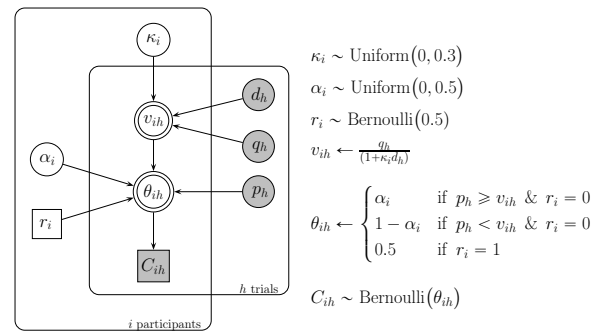 κ_i
d_h
v_ih
q_h
α_i
θ_ih
p_h
r_i
C_ih
h trials
i participants
κ_i ∼ Uniform(0, 0.3)
α_i ∼ Uniform(0, 0.5)
r_i ∼ Bernoulli(0.5)
v_ih ← q_h / (1+κ_i d_h)
θ_ih ← { α_i if p_h ⩾ v_ih & r_i = 0
1 − α_i if p_h < v_ih & r_i = 0
0.5 if r_i = 1
C_ih ∼ Bernoulli(θ_ih)